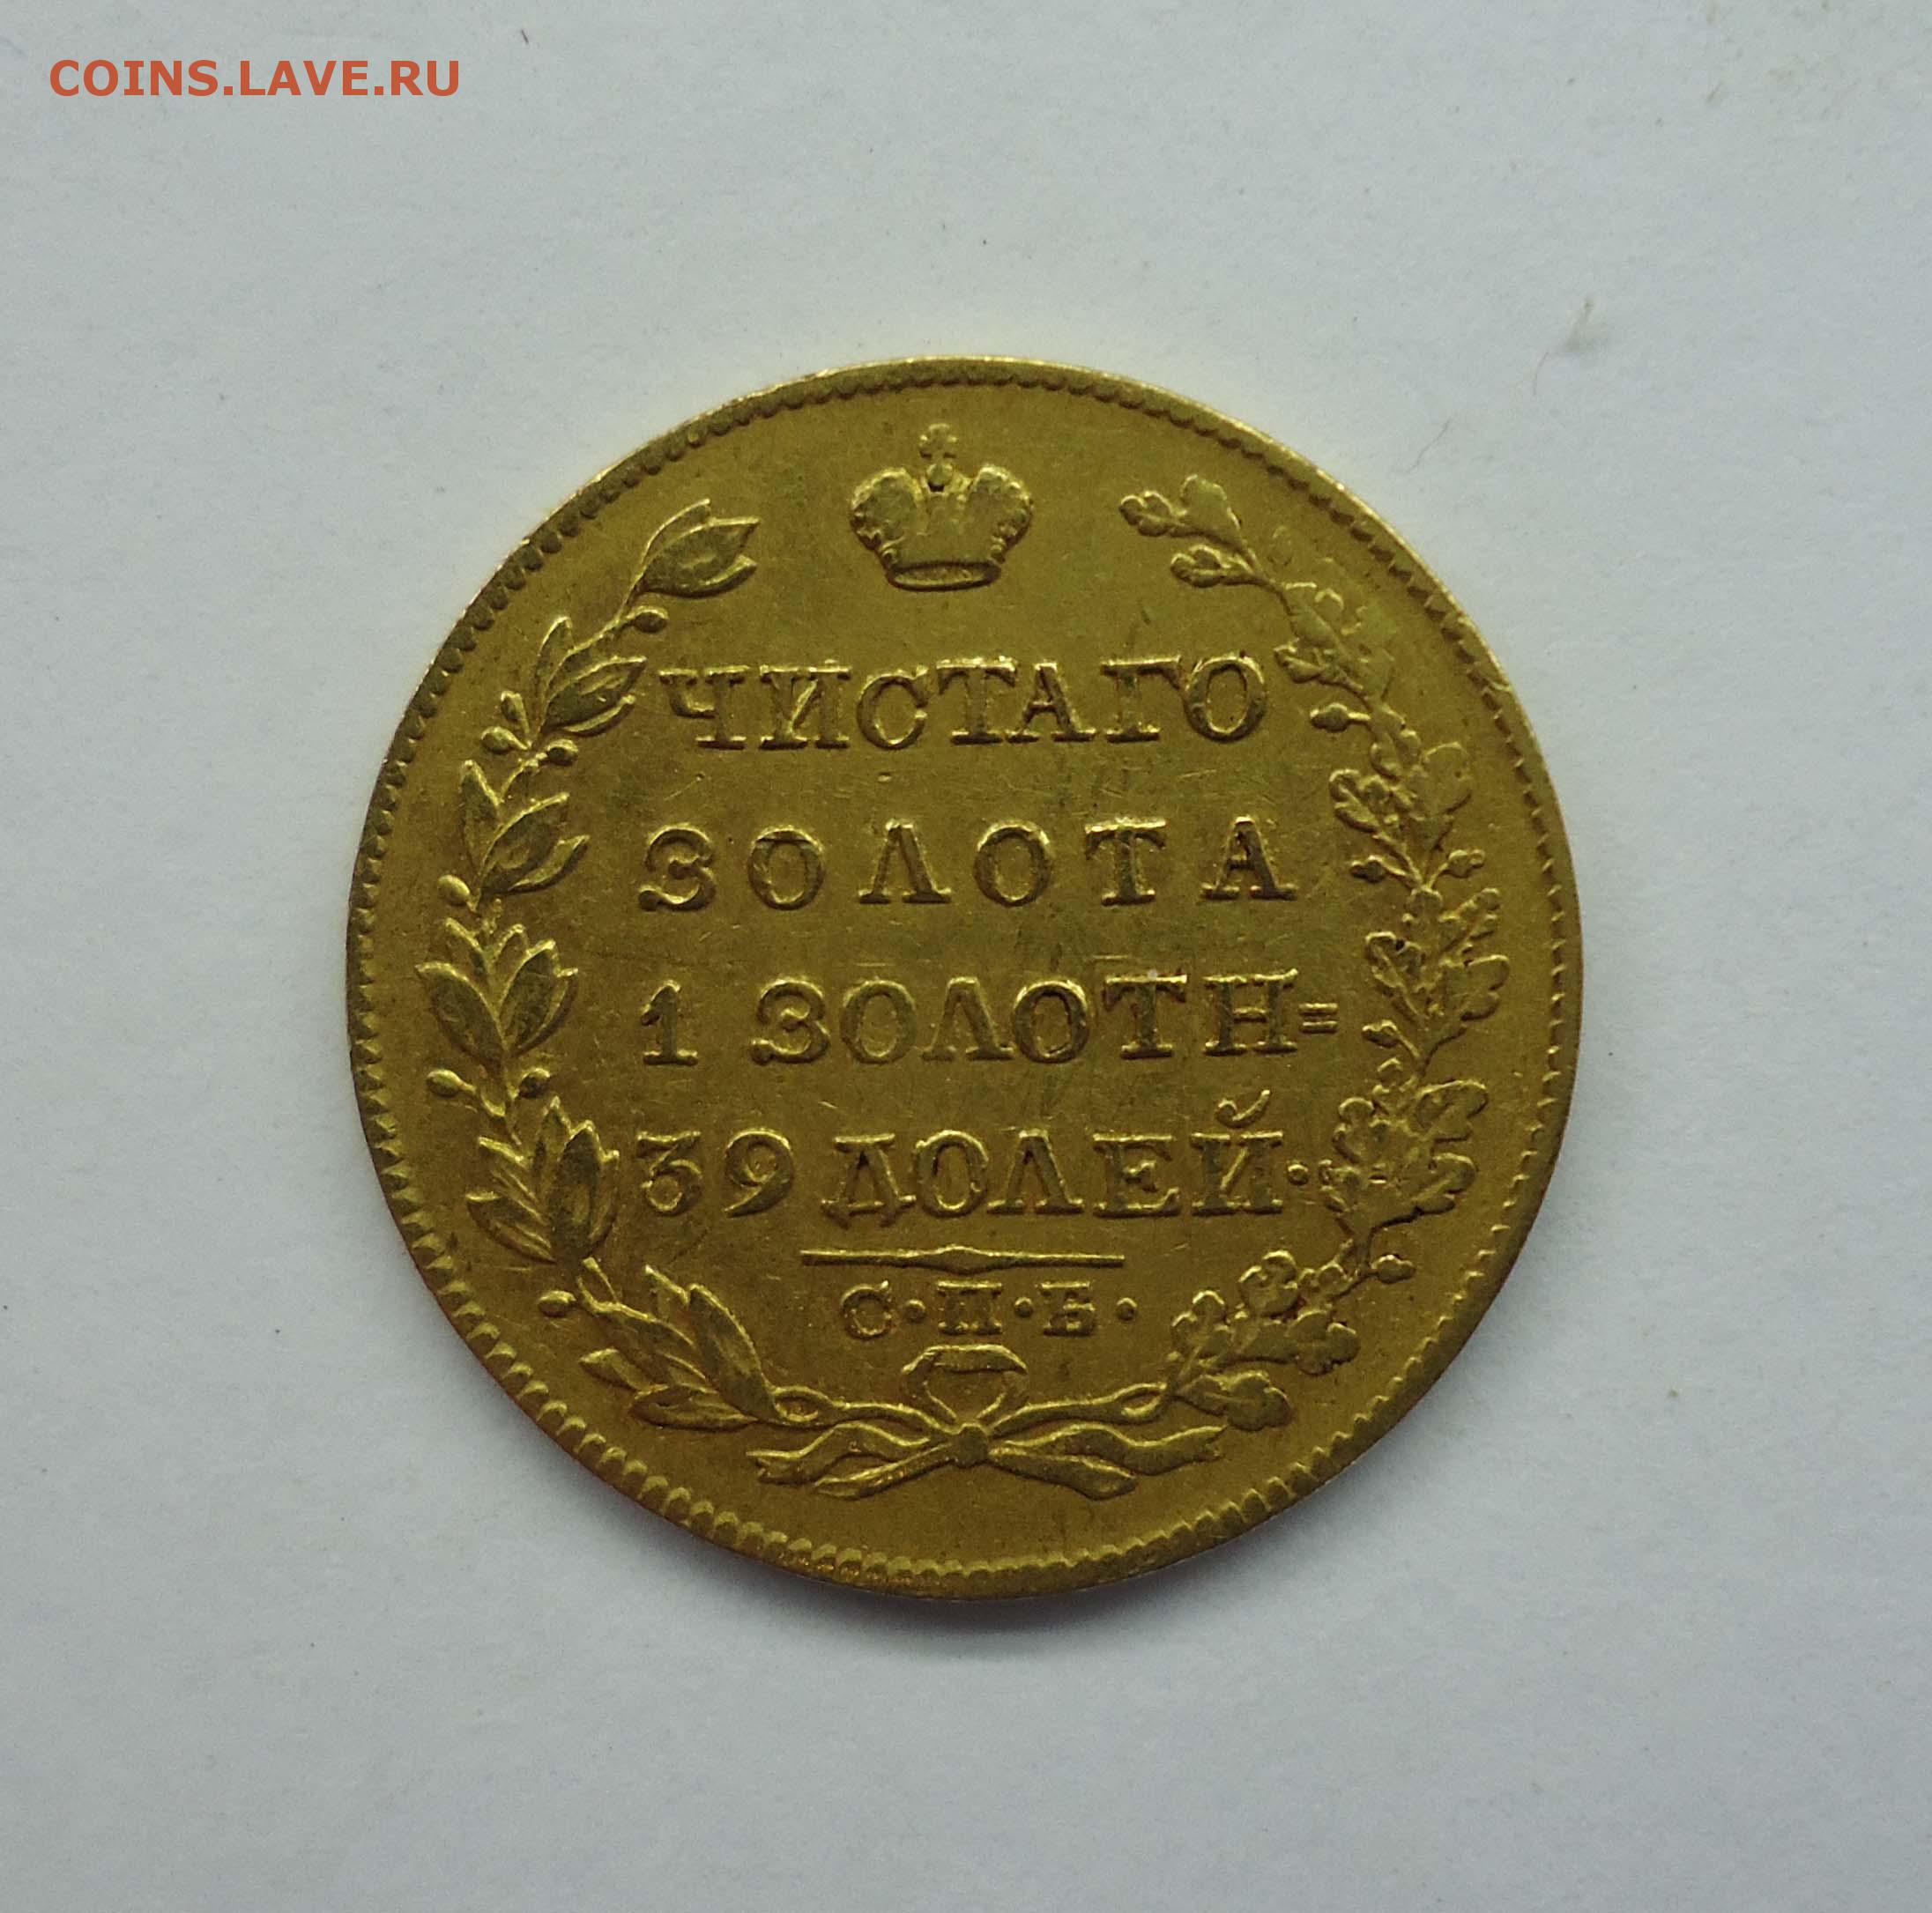 COINS.LAVE.RU
ЧИСТАГО
ЗОЛОТА
1 ЗОЛОТН=
39 ДОЛЕЙ·
С·П·Б·